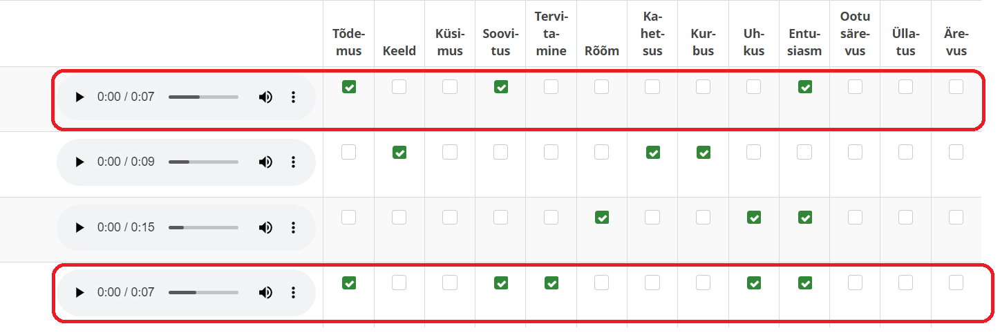 Tõde-
mus
Keeld
Küsi-
mus
Soovi-
tus
Tervi-
ta-
mine
Rõõm
Ka-
het-
sus
Kur-
bus
Uh-
kus
Entu-
siasm
Ootu
säre-
vus
Ülla-
tus
Äre-
vus
0:00 / 0:07
0:00 / 0:09
0:00 / 0:15
0:00 / 0:07